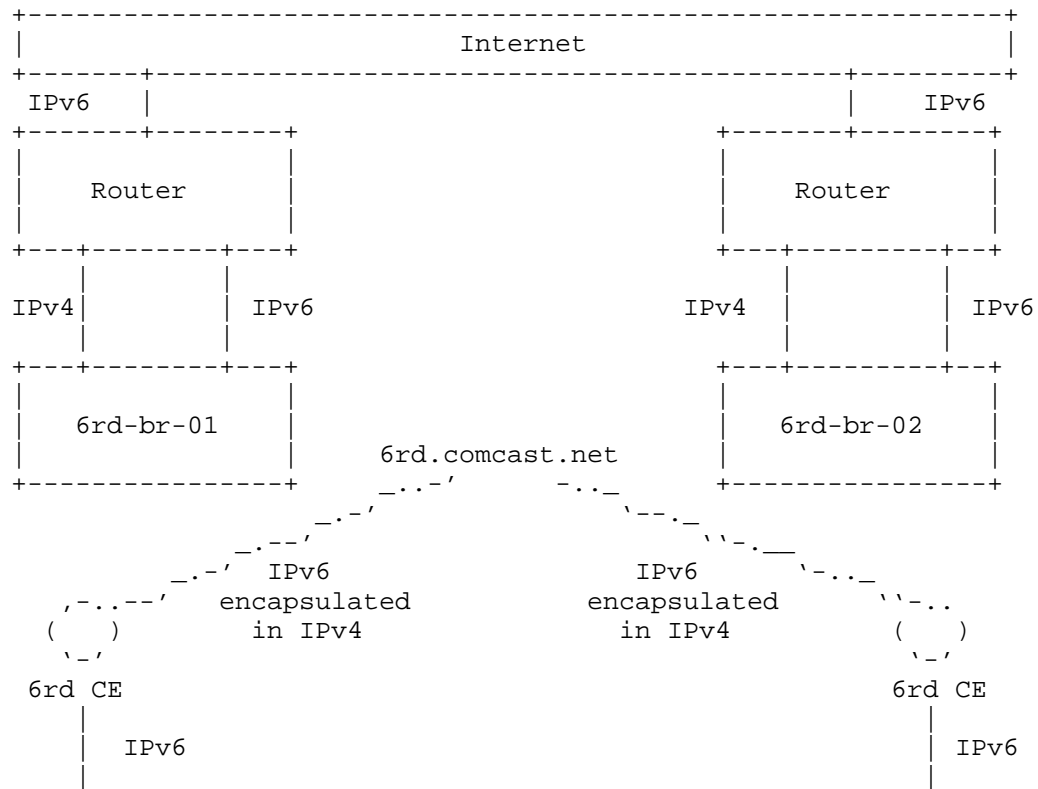 Internet
IPv6 IPv6
Router Router
IPv4 IPv6 IPv4 IPv6
6rd-br-01 6rd-br-02
6rd.comcast.net
IPv6 IPv6
encapsulated encapsulated
in IPv4 in IPv4
6rd CE 6rd CE
IPv6 IPv6